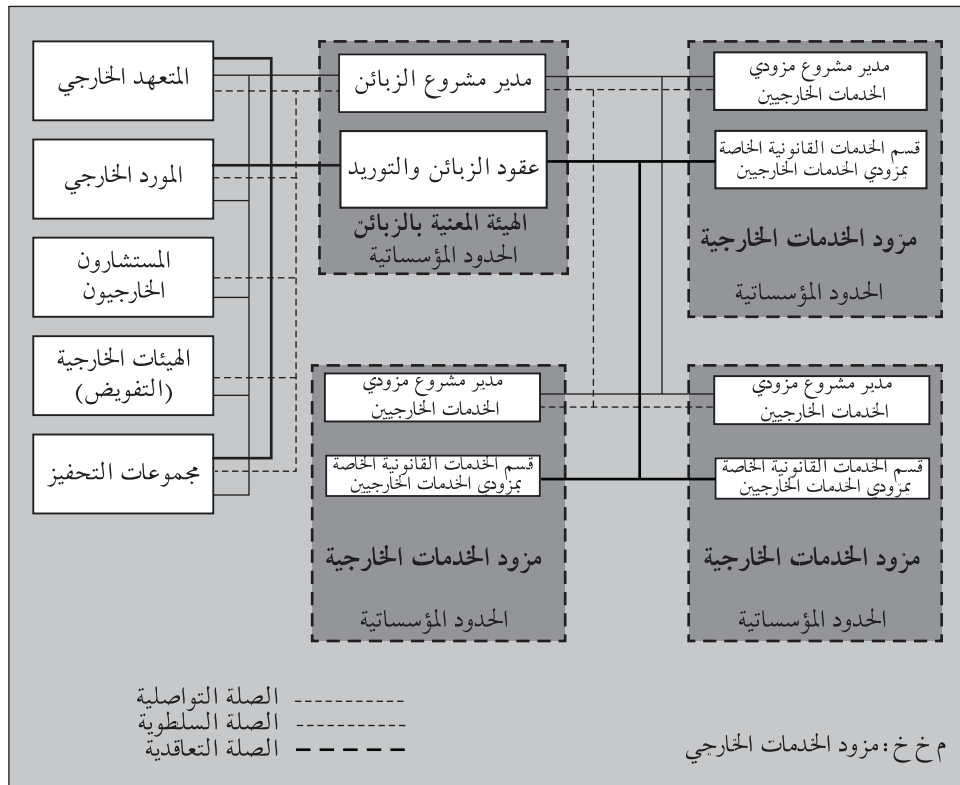 المتعهد الخارجي
المورد الخارجي
المستشارون
الخارجيون
الهيئات الخارجية
(التفويض)
مجموعات التحفيز
مدير مشروع الزبائن
عقود الزبائن والتوريد
الهيئة المعنية بالزبائن
الحدود المؤسساتية
مدير مشروع مزودي
الخدمات الخارجيين
قسم الخدمات القانونية الخاصة
بمزودي الخدمات الخارجيين
مزود الخدمات الخارجية
الحدود المؤسساتية
مدير مشروع مزودي
الخدمات الخارجيين
قسم الخدمات القانونية الخاصة
بمزودي الخدمات الخارجيين
مزود الخدمات الخارجية
الحدود المؤسساتية
مدير مشروع مزودي
الخدمات الخارجيين
قسم الخدمات القانونية الخاصة
بمزودي الخدمات الخارجيين
مزود الخدمات الخارجية
الحدود المؤسساتية
الصلة التواصلية
الصلة السلطوية
الصلة التعاقدية
م خ خ: مزود الخدمات الخارجي